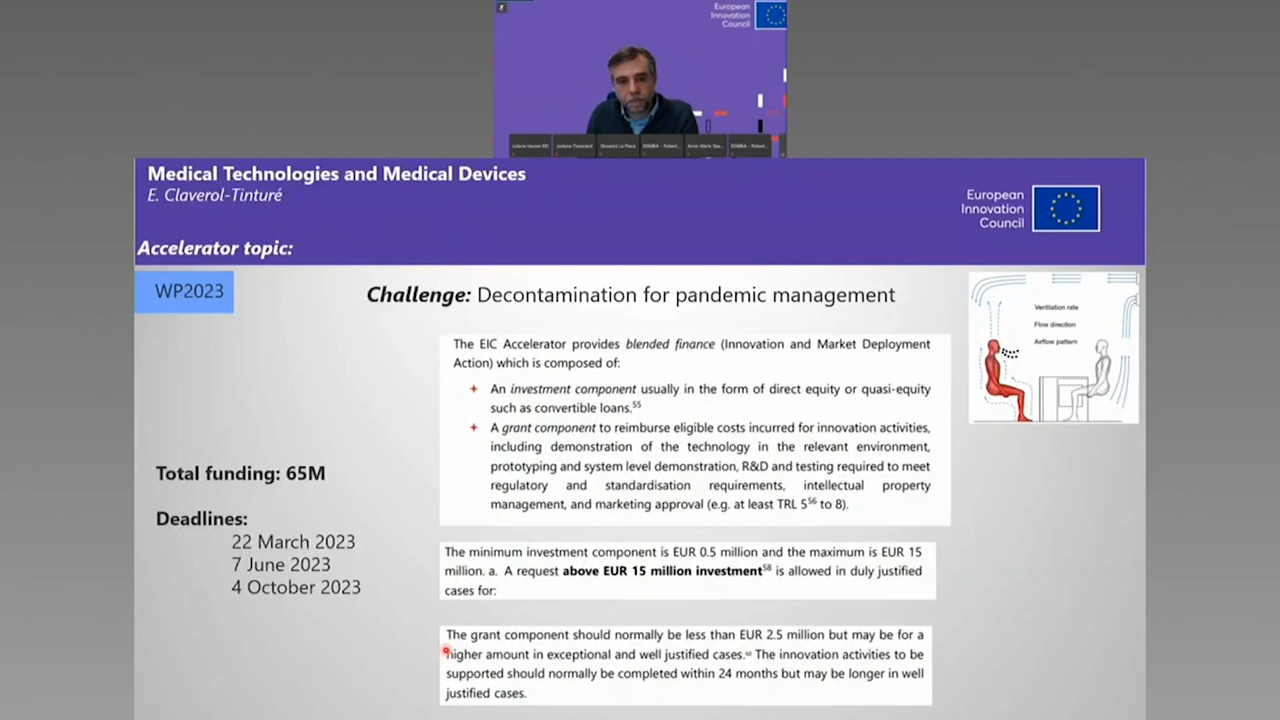 European
Innovation
Council
Medical Technologies and Medical Devices
E. Claverol-Tinturé
European
Innovation
Council
Accelerator topic:
WP2023
Challenge: Decontamination for pandemic management
Ventilation rate
Flow direction
Airflow pattern
The EIC Accelerator provides blended finance (Innovation and Market Deployment
Action) which is composed of:
+ An investment component usually in the form of direct equity or quasi-equity
such as convertible loans.55
+ A grant component to reimburse eligible costs incurred for innovation activities,
including demonstration of the technology in the relevant environment,
prototyping and system level demonstration, R&D and testing required to meet
regulatory and standardisation requirements, intellectual property
management, and marketing approval (e.g. at least TRL 556 to 8).
Total funding: 65M
Deadlines:
22 March 2023
7 June 2023
4 October 2023
The minimum investment component is EUR 0.5 million and the maximum is EUR 15
million. a. A request above EUR 15 million investment58 is allowed in duly justified
cases for:
The grant component should normally be less than EUR 2.5 million but may be for a
higher amount in exceptional and well justified cases. The innovation activities to be
supported should normally be completed within 24 months but may be longer in well
justified cases.